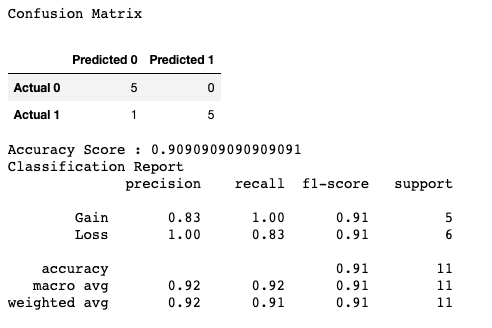 Confusion Matrix
Predicted 0 Predicted 1
Actual 0 5 0
Actual 1 1 5
Accuracy Score : 0.9090909090909091
Classification Report
precision recall f1-score support
Gain 0.83 1.00 0.91 5
Loss 1.00 0.83 0.91 6
accuracy 0.91 11
macro avg 0.92 0.92 0.91 11
weighted avg 0.92 0.91 0.91 11